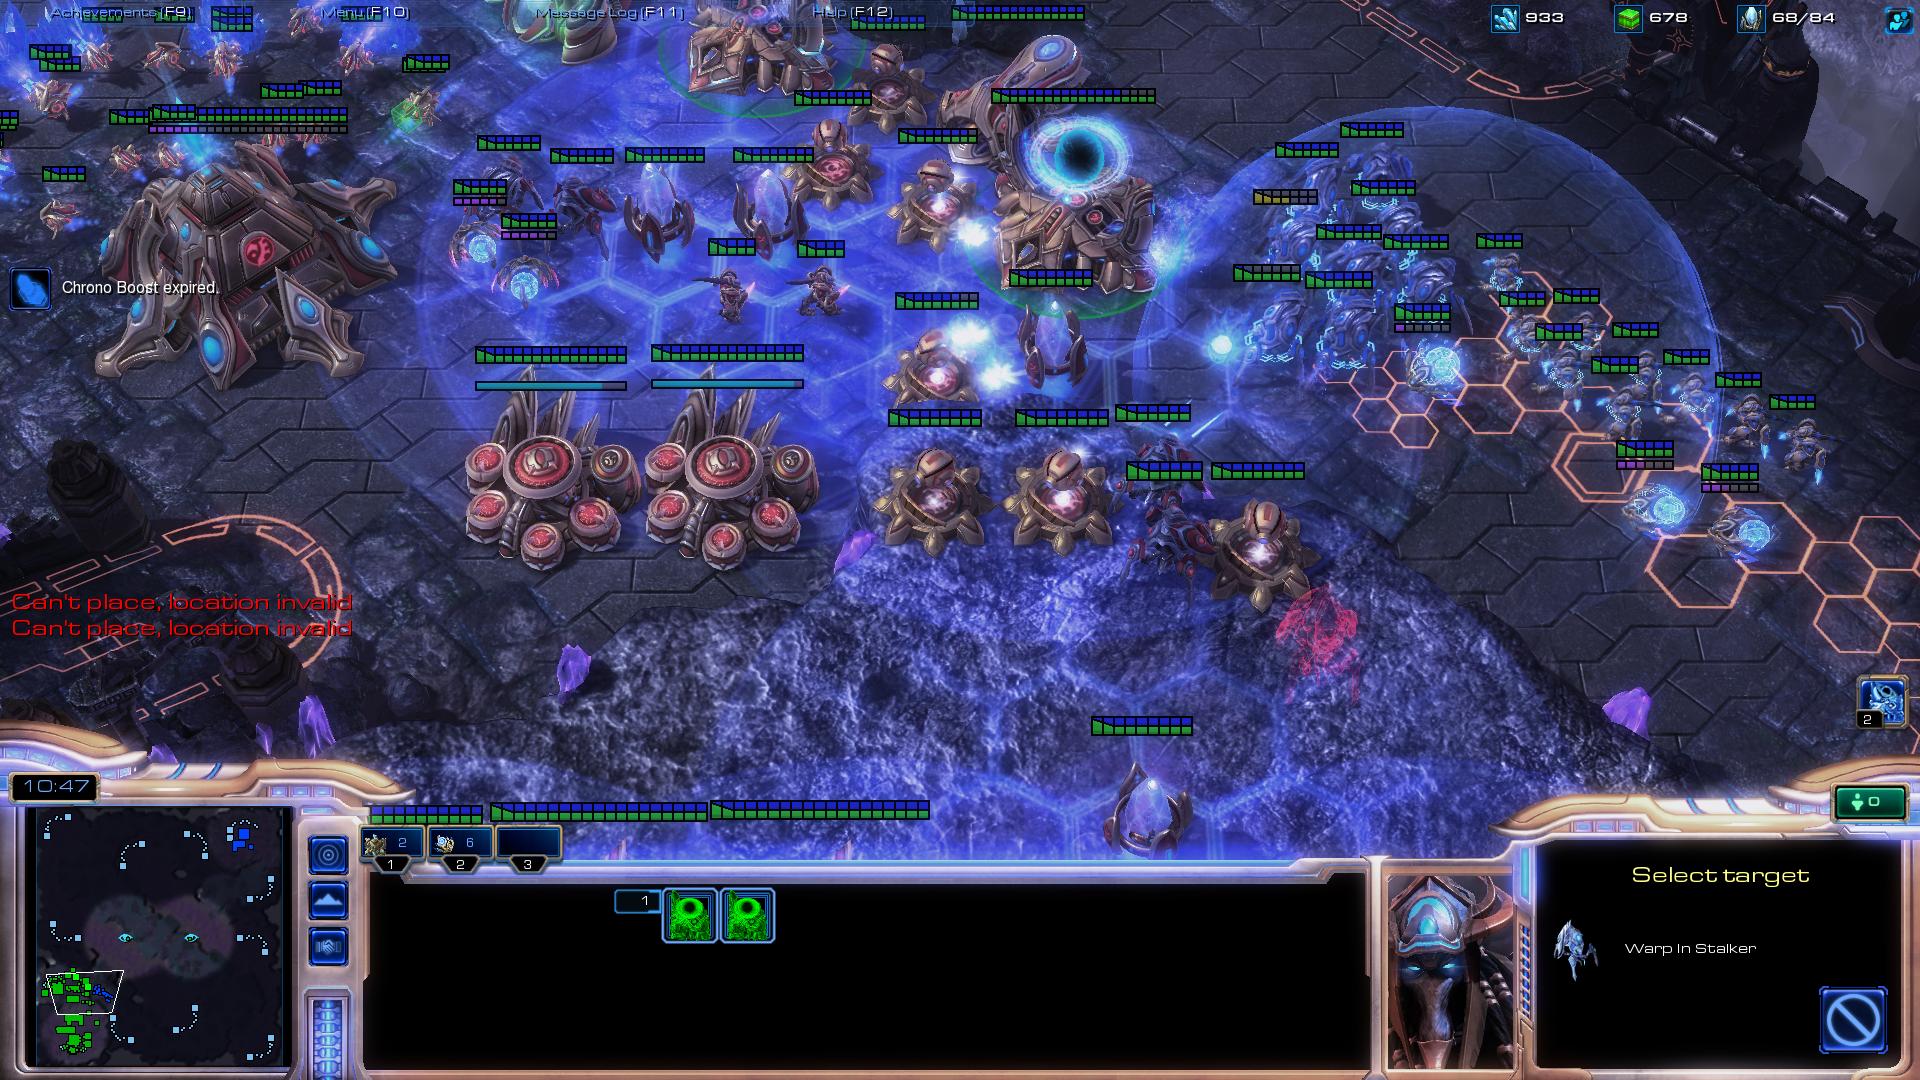 Achievements (F9)
Menu (F10)
Message Log (F11)
Help (F12)
933
678
68/84
Chrono Boost expired.
Can't place, location invalid
Can't place, location invalid
2
10:47
0
2
6
1
2
3
1
Select target
Warp In Stalker